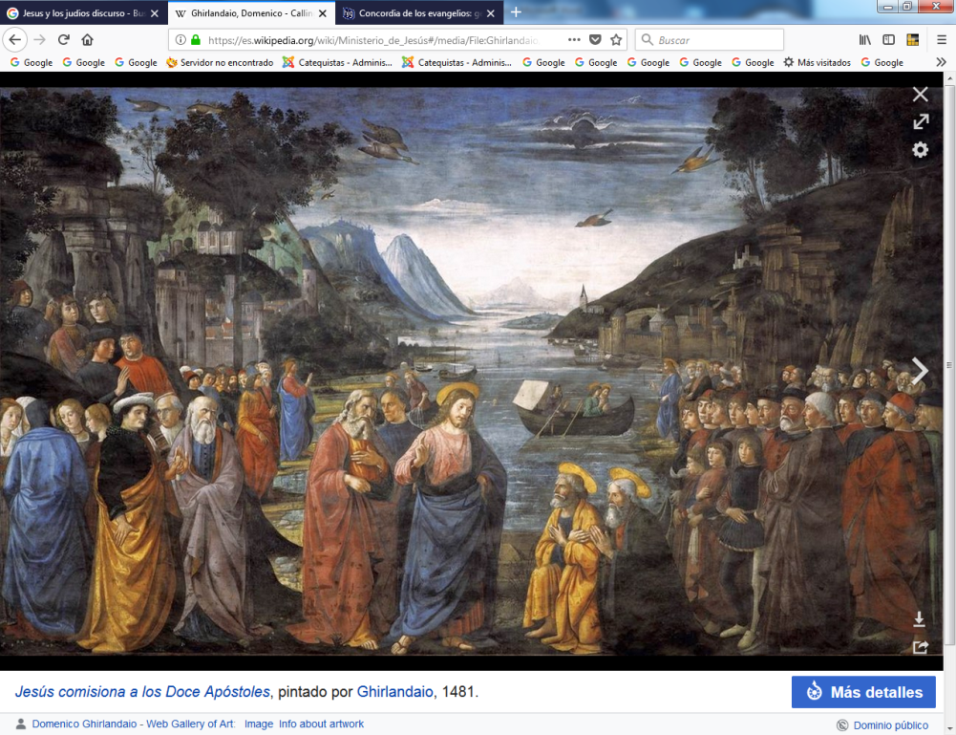 Jesus y los judios discurso - Bu
Ghirlandaio, Domenico - Callin
Concordia de los evangelios: g
https://es.wikipedia.org/wiki/Ministerio_de_Jesús#/media/File:Ghirlandaio
Buscar
Google Google Google Servidor no encontrado Catequistas - Adminis... Catequistas - Adminis... Google Google Google Google Google Más visitados Google
Jesús comisiona a los Doce Apóstoles, pintado por Ghirlandaio, 1481.
Más detalles
Domenico Ghirlandaio - Web Gallery of Art: Image Info about artwork
Dominio público